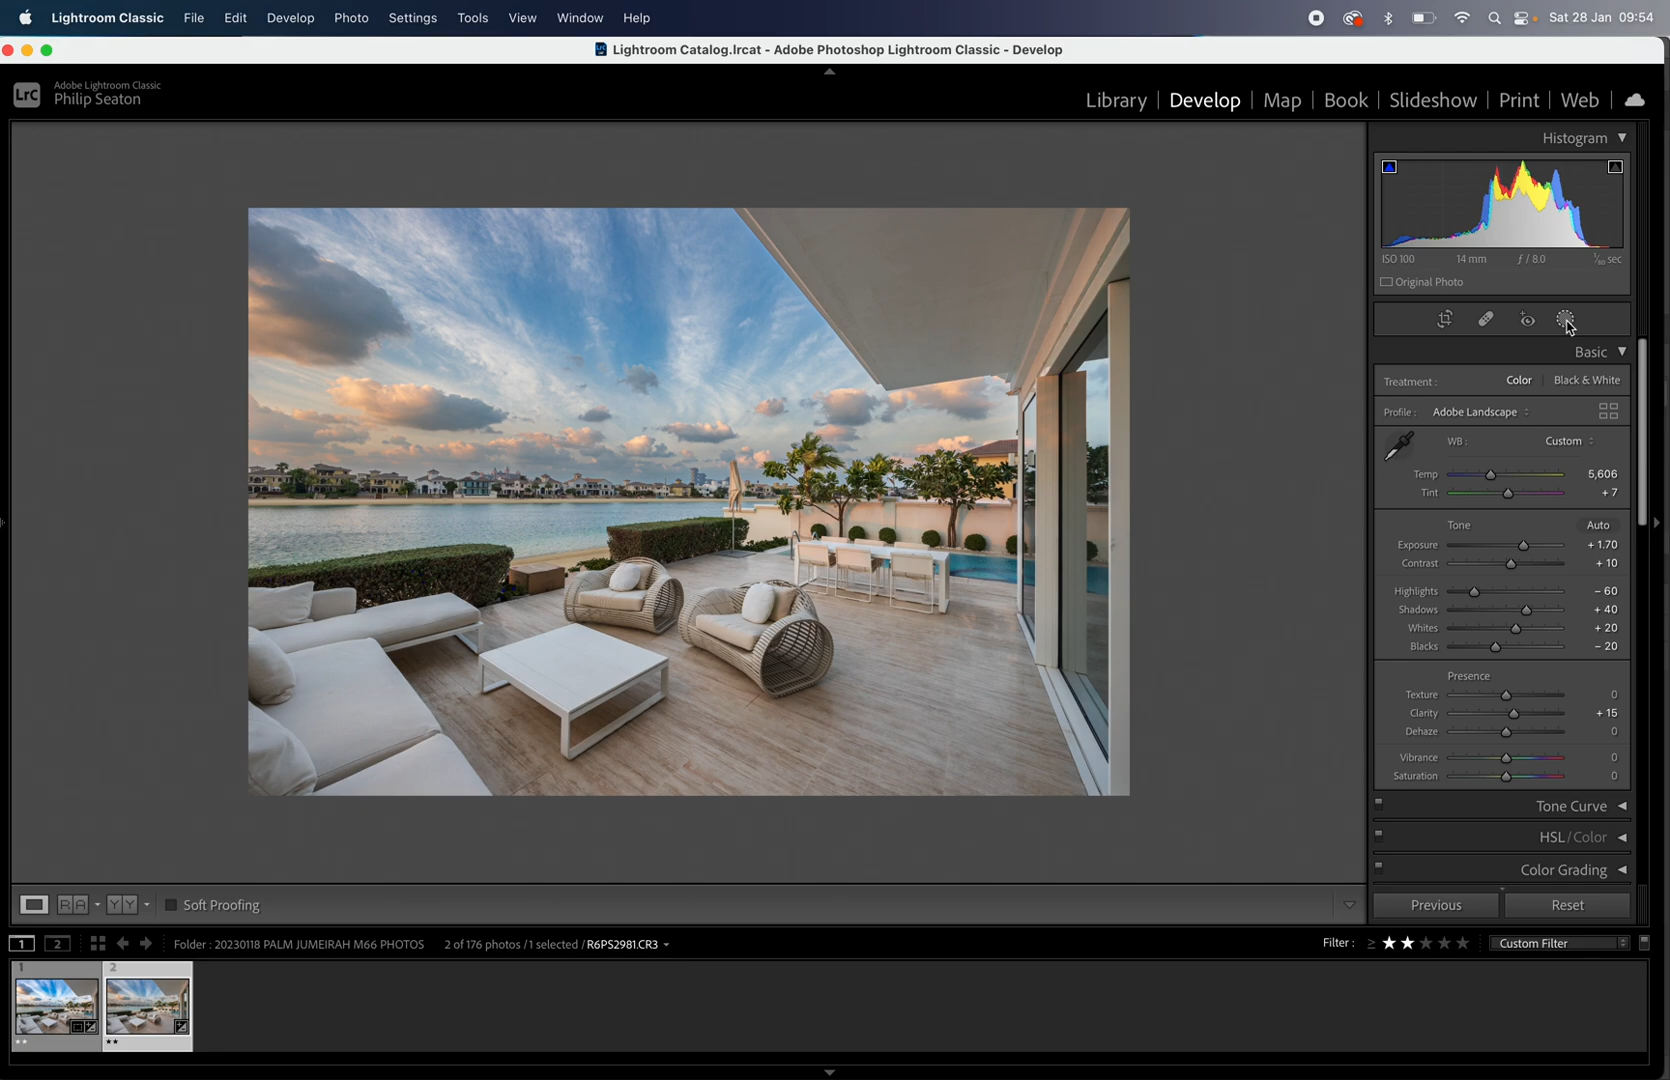 Lightroom Classic File Edit Develop Photo Settings Tools View Window Help Sat 28 Jan 09:54
Lightroom Catalog.lrcat - Adobe Photoshop Lightroom Classic - Develop
LrC Adobe Lightroom Classic
Philip Seaton
Library | Develop | Map | Book | Slideshow | Print | Web
Histogram
ISO 100 14 mm ƒ / 8.0 1/80 sec
Original Photo
Basic
Treatment : Color Black & White
Profile : Adobe Landscape
WB : Custom
Temp 5,606
Tint + 7
Tone Auto
Exposure + 1.70
Contrast + 10
Highlights − 60
Shadows + 40
Whites + 20
Blacks − 20
Presence
Texture 0
Clarity + 15
Dehaze 0
Vibrance 0
Saturation 0
Tone Curve
HSL / Color
Color Grading
Soft Proofing
Previous Reset
1 2 Folder : 20230118 PALM JUMEIRAH M66 PHOTOS 2 of 176 photos / 1 selected / R6PS2981.CR3 Filter : ≥ ★★★★★ Custom Filter
1 2